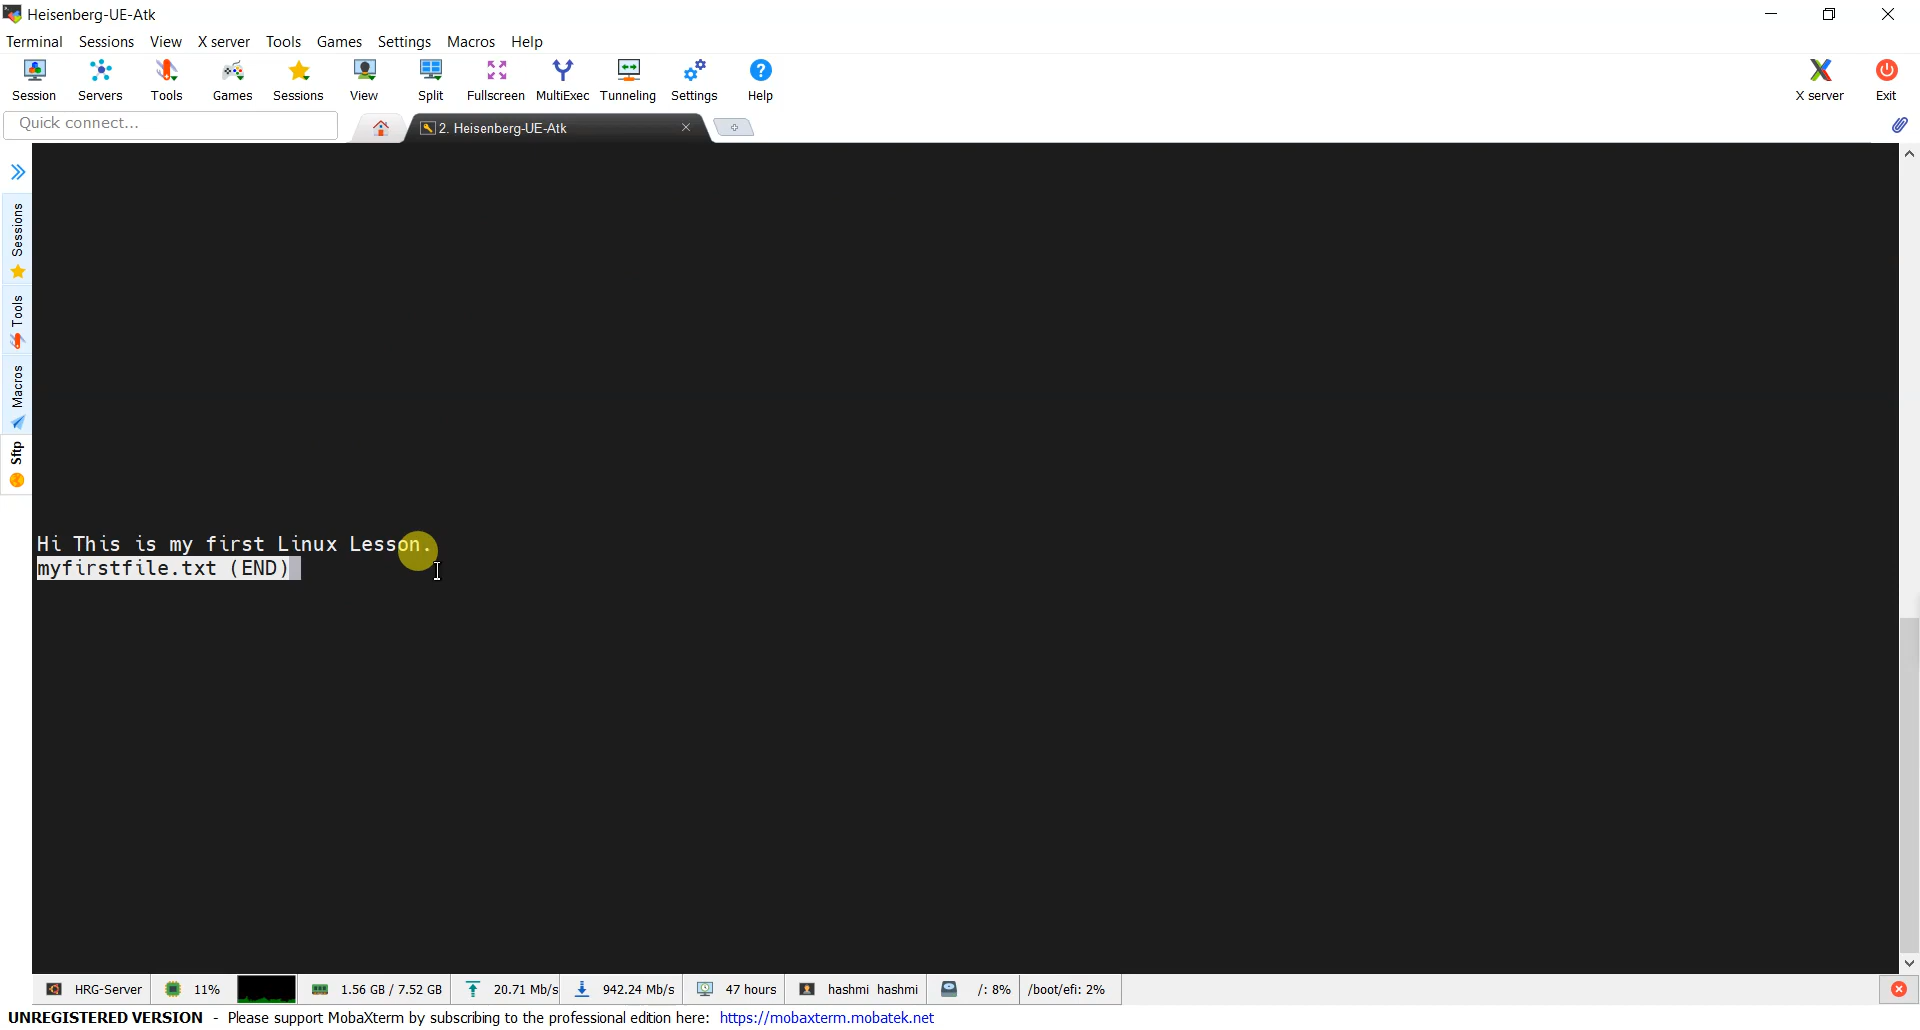 Heisenberg-UE-Atk
Terminal Sessions View X server Tools Games Settings Macros Help
Session Servers Tools Games Sessions View Split Fullscreen MultiExec Tunneling Settings Help X server Exit
Quick connect... 2. Heisenberg-UE-Atk
Sessions
Tools
Macros
Sftp
Hi This is my first Linux Lesson.
myfirstfile.txt (END)
HRG-Server 11% 1.56 GB / 7.52 GB 20.71 Mb/s 942.24 Mb/s 47 hours hashmi hashmi /: 8% /boot/efi: 2%
UNREGISTERED VERSION - Please support MobaXterm by subscribing to the professional edition here: https://mobaxterm.mobatek.net